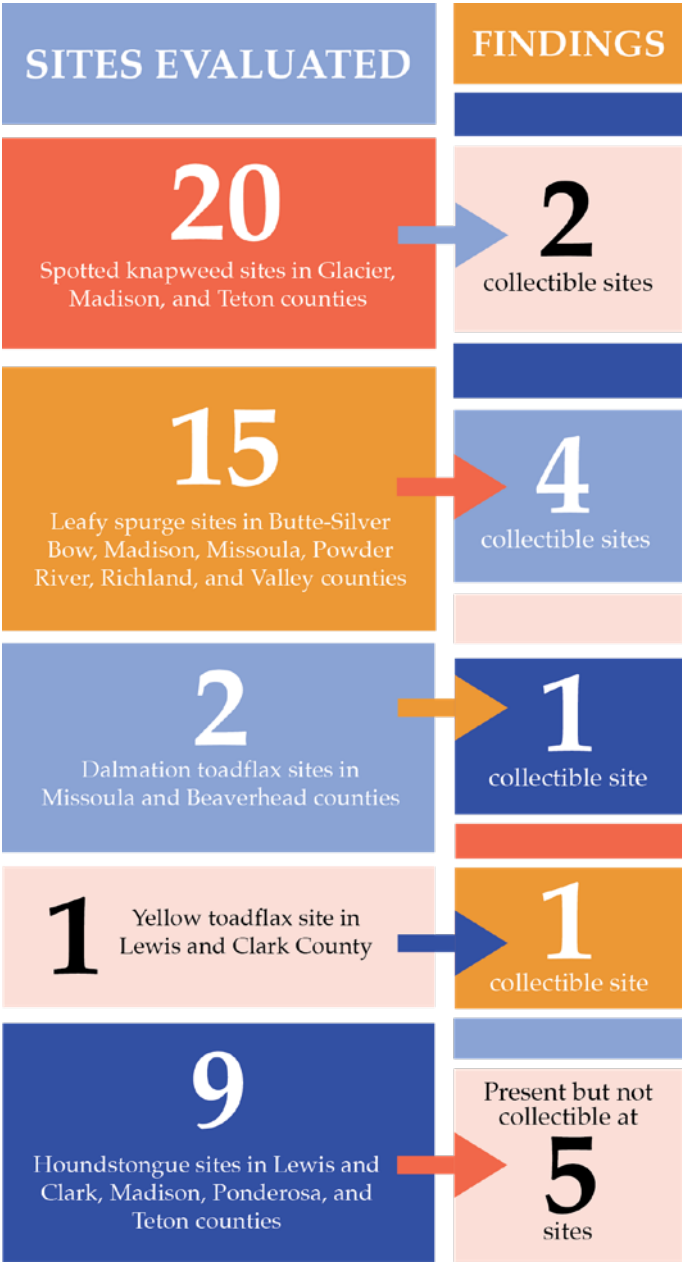 SITES EVALUATED
FINDINGS
20
Spotted knapweed sites in Glacier,
Madison, and Teton counties
2
collectible sites
15
Leafy spurge sites in Butte-Silver
Bow, Madison, Missoula, Powder
River, Richland, and Valley counties
4
collectible sites
2
Dalmation toadflax sites in
Missoula and Beaverhead counties
1
collectible site
1
Yellow toadflax site in
Lewis and Clark County
1
collectible site
9
Houndstongue sites in Lewis and
Clark, Madison, Ponderosa, and
Teton counties
Present but not
collectible at
5
sites